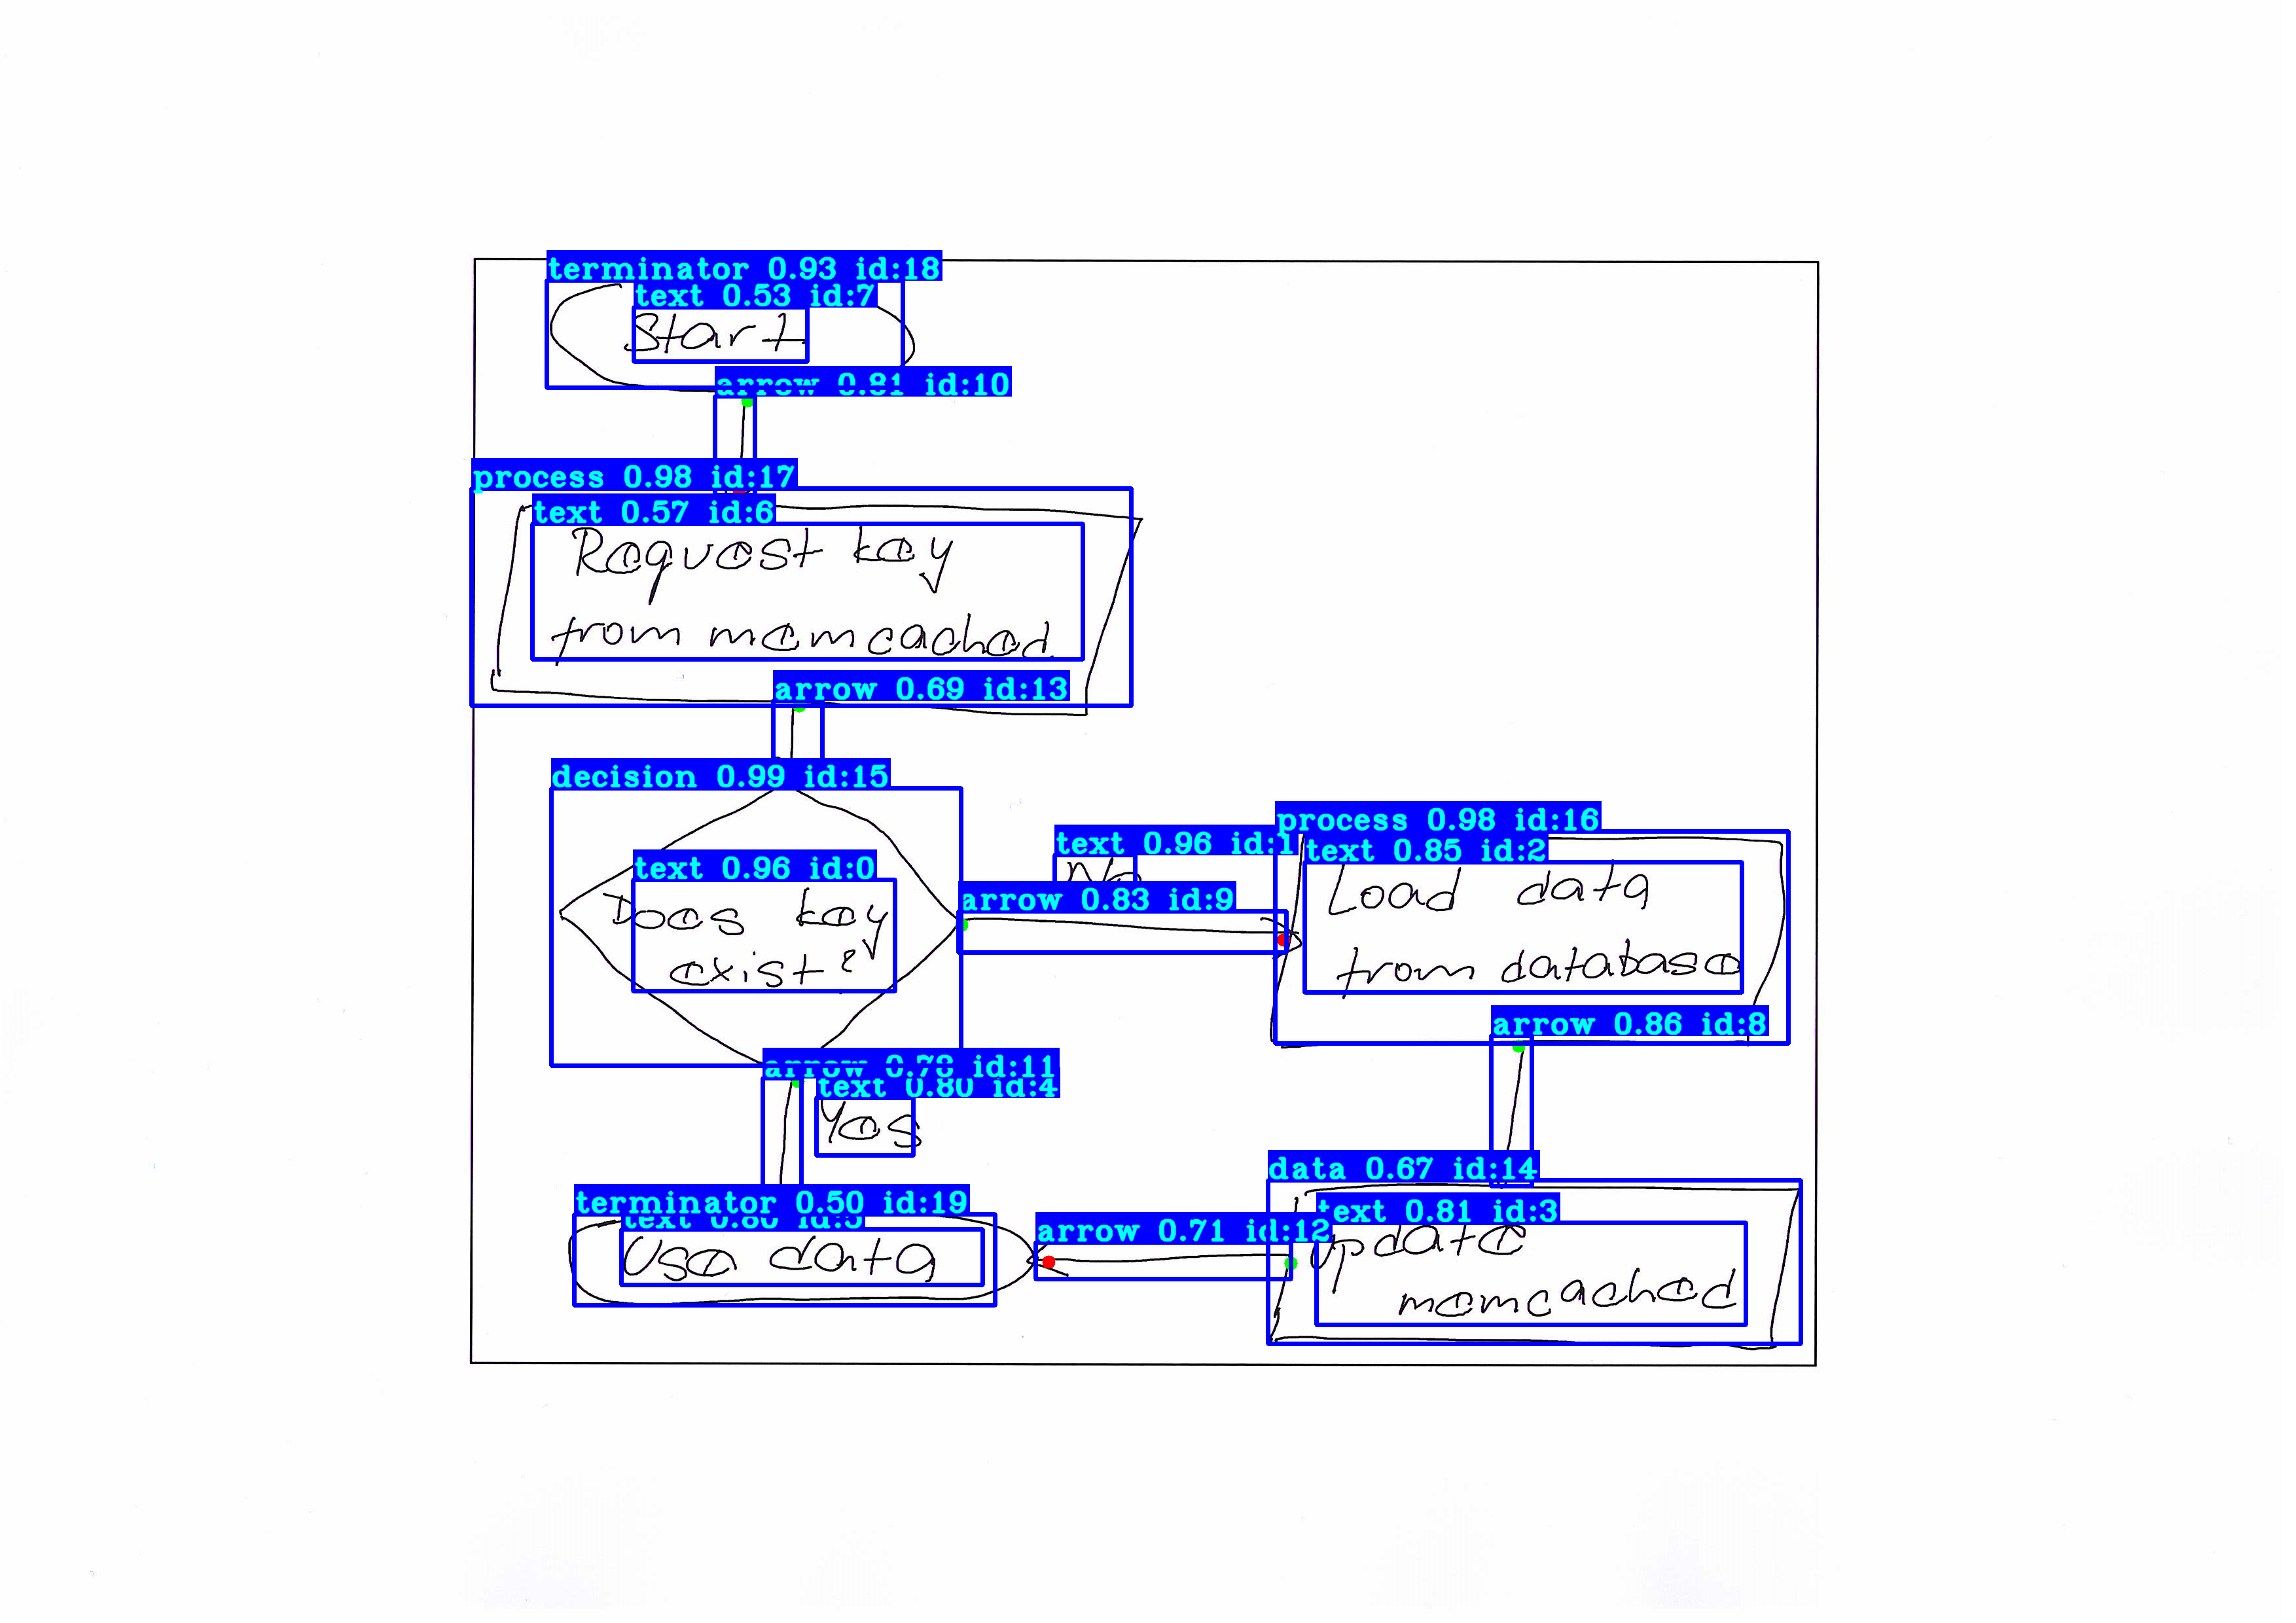 terminator 0.93 id:18
text 0.53 id:7
Start
arrow 0.81 id:10
process 0.98 id:17
text 0.57 id:6
Request key
from memcached
arrow 0.69 id:13
decision 0.99 id:15
text 0.96 id:0
Does key
exist?
text 0.96 id:1
No
arrow 0.83 id:9
process 0.98 id:16
text 0.85 id:2
Load data
from database
arrow 0.86 id:8
arrow 0.78 id:11
text 0.80 id:4
Yes
terminator 0.50 id:19
text 0.80 id:5
Use data
arrow 0.71 id:12
data 0.67 id:14
text 0.81 id:3
Update
memcached